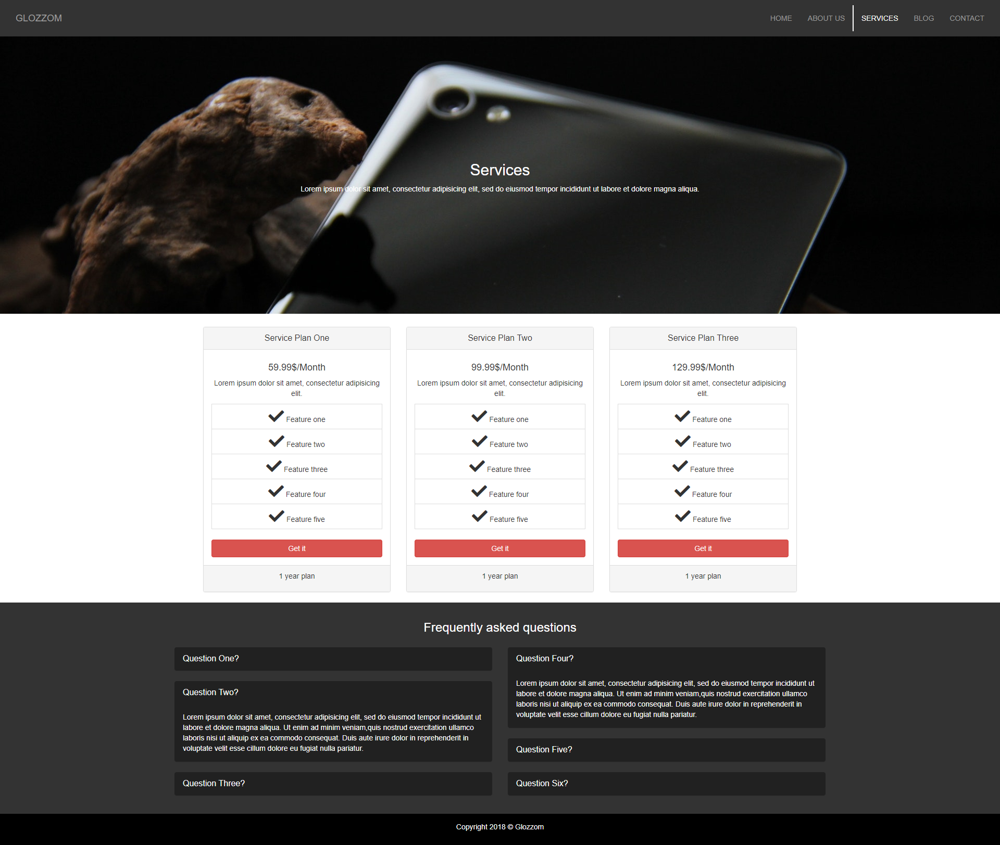 GLOZZOM
HOME ABOUT US SERVICES BLOG CONTACT
Services
Lorem ipsum dolor sit amet, consectetur adipisicing elit, sed do eiusmod tempor incididunt ut labore et dolore magna aliqua.
Service Plan One
59.99$/Month
Lorem ipsum dolor sit amet, consectetur adipisicing
elit.
Feature one
Feature two
Feature three
Feature four
Feature five
Get it
1 year plan
Service Plan Two
99.99$/Month
Lorem ipsum dolor sit amet, consectetur adipisicing
elit.
Feature one
Feature two
Feature three
Feature four
Feature five
Get it
1 year plan
Service Plan Three
129.99$/Month
Lorem ipsum dolor sit amet, consectetur adipisicing
elit.
Feature one
Feature two
Feature three
Feature four
Feature five
Get it
1 year plan
Frequently asked questions
Question One?
Question Two?
Lorem ipsum dolor sit amet, consectetur adipisicing elit, sed do eiusmod tempor incididunt ut
labore et dolore magna aliqua. Ut enim ad minim veniam,quis nostrud exercitation ullamco
laboris nisi ut aliquip ex ea commodo consequat. Duis aute irure dolor in reprehenderit in
voluptate velit esse cillum dolore eu fugiat nulla pariatur.
Question Three?
Question Four?
Lorem ipsum dolor sit amet, consectetur adipisicing elit, sed do eiusmod tempor incididunt ut
labore et dolore magna aliqua. Ut enim ad minim veniam,quis nostrud exercitation ullamco
laboris nisi ut aliquip ex ea commodo consequat. Duis aute irure dolor in reprehenderit in
voluptate velit esse cillum dolore eu fugiat nulla pariatur.
Question Five?
Question Six?
Copyright 2018 © Glozzom